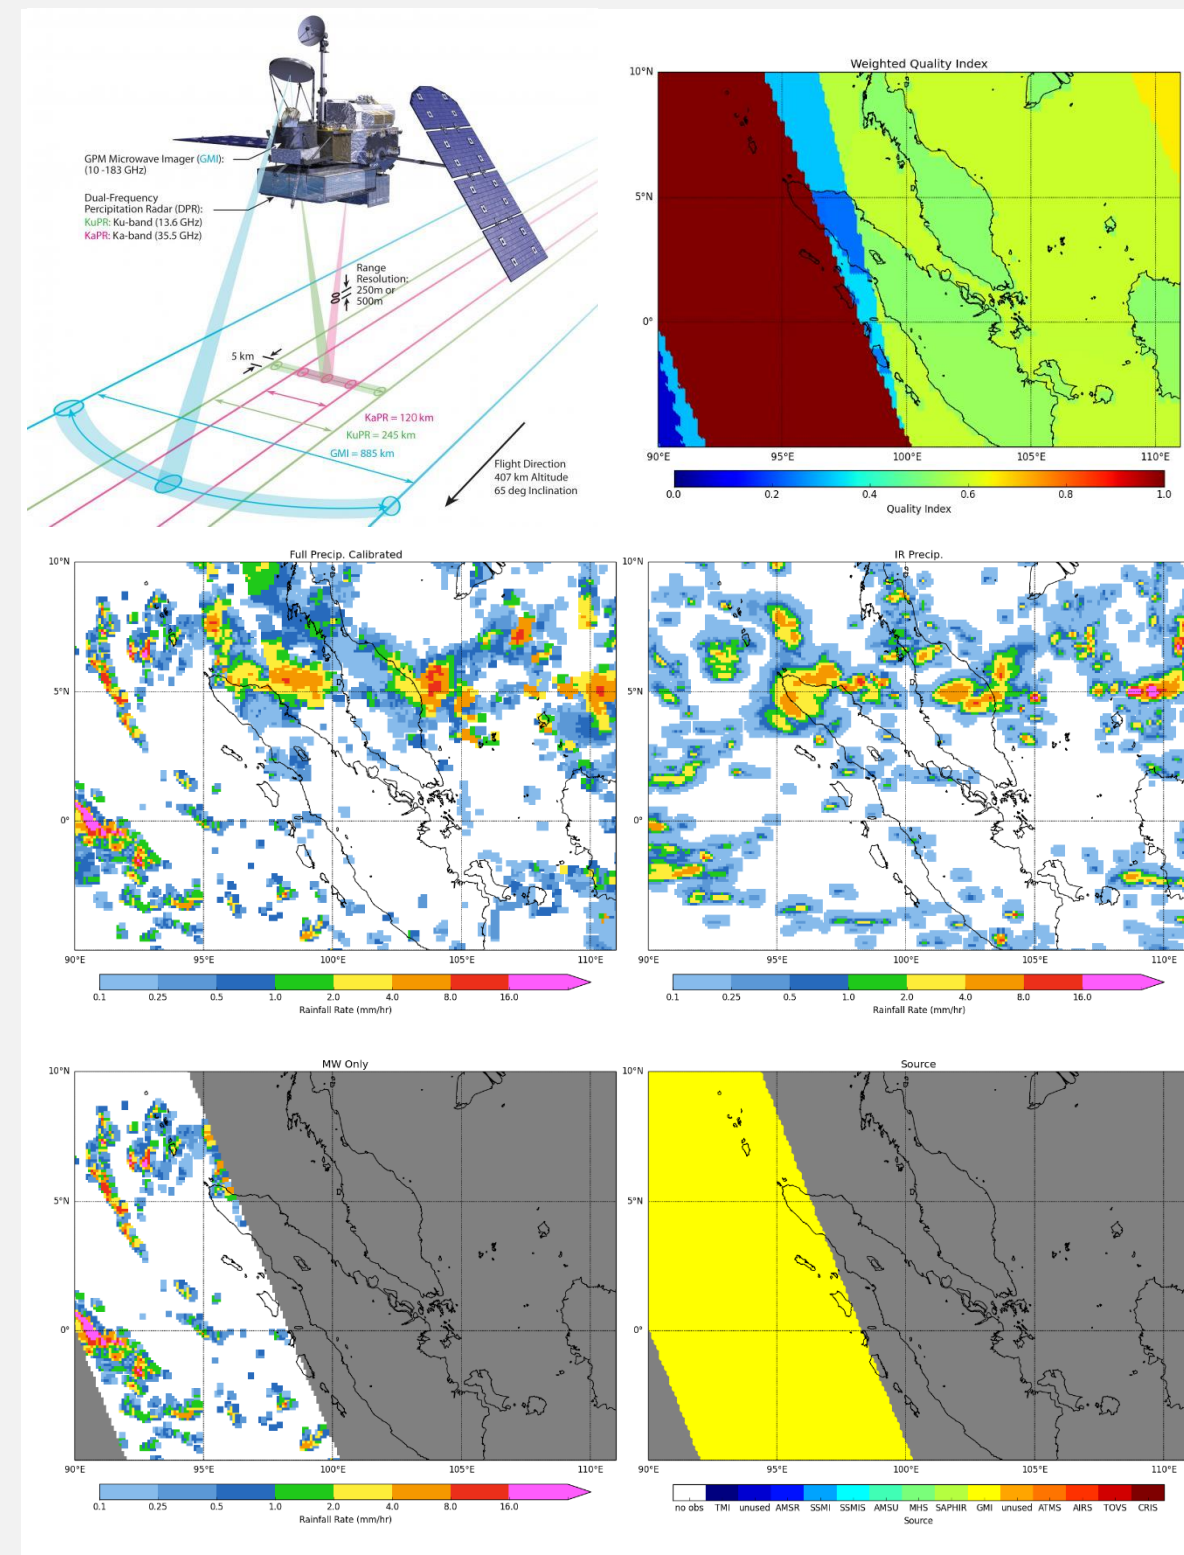 GPM Microwave Imager (GMI):
(10 -183 GHz)
Dual-Frequency
Percipitation Radar (DPR):
KuPR: Ku-band (13.6 GHz)
KaPR: Ka-band (35.5 GHz)
Range
Resolution:
250m or
500m
5 km
KaPR = 120 km
KuPR = 245 km
GMI = 885 km
Flight Direction
407 km Altitude
65 deg Inclination
Weighted Quality Index
10°N
5°N
0°
90°E 95°E 100°E 105°E 110°E
0.0 0.2 0.4 0.6 0.8 1.0
Quality Index
Full Precip. Calibrated
10°N
5°N
0°
90°E 95°E 100°E 105°E 110°E
0.1 0.25 0.5 1.0 2.0 4.0 8.0 16.0
Rainfall Rate (mm/hr)
IR Precip.
10°N
5°N
0°
90°E 95°E 100°E 105°E 110°E
0.1 0.25 0.5 1.0 2.0 4.0 8.0 16.0
Rainfall Rate (mm/hr)
MW Only
10°N
5°N
0°
90°E 95°E 100°E 105°E 110°E
0.1 0.25 0.5 1.0 2.0 4.0 8.0 16.0
Rainfall Rate (mm/hr)
Source
10°N
5°N
0°
90°E 95°E 100°E 105°E 110°E
no obs TMI unused AMSR SSMI SSMIS AMSU MHS SAPHIR GMI unused ATMS AIRS TOVS CRIS
Source